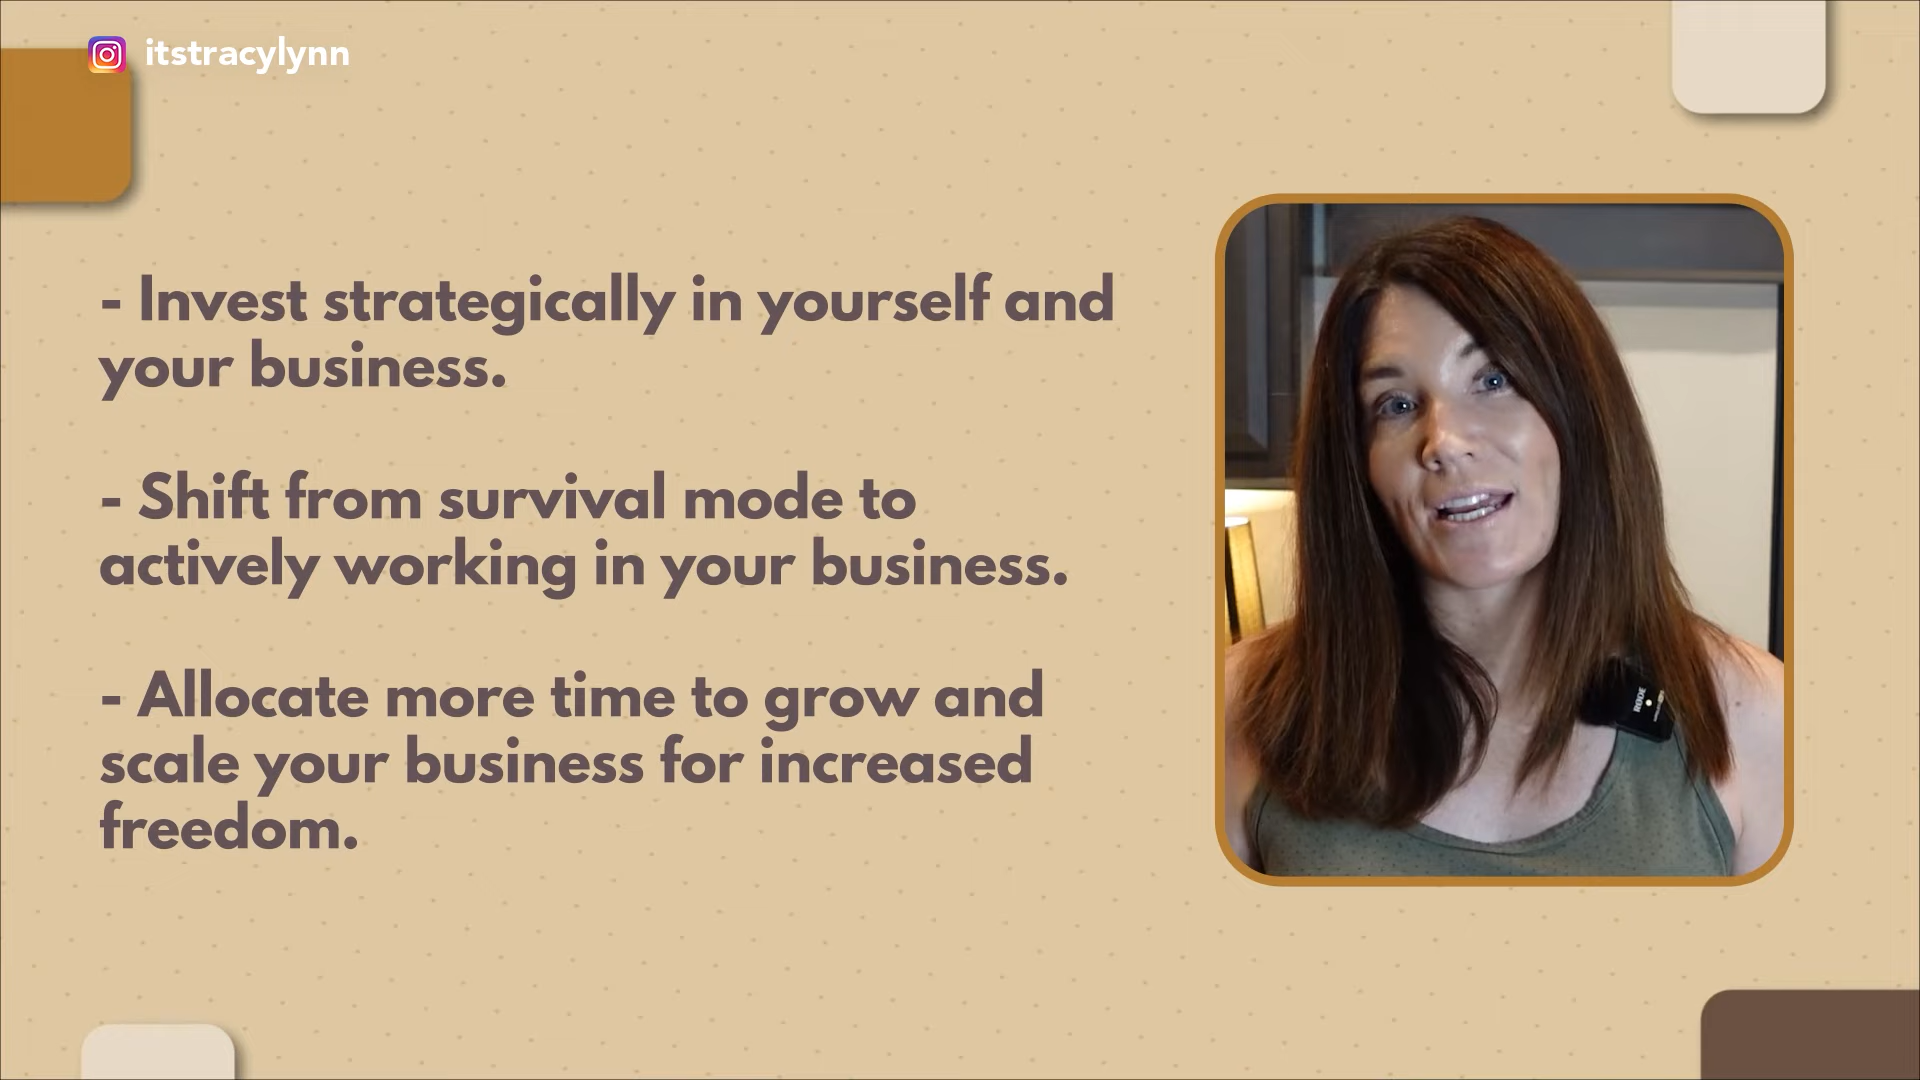 itstracylynn
- Invest strategically in yourself and
your business.
- Shift from survival mode to
actively working in your business.
- Allocate more time to grow and
scale your business for increased
freedom.
RODE